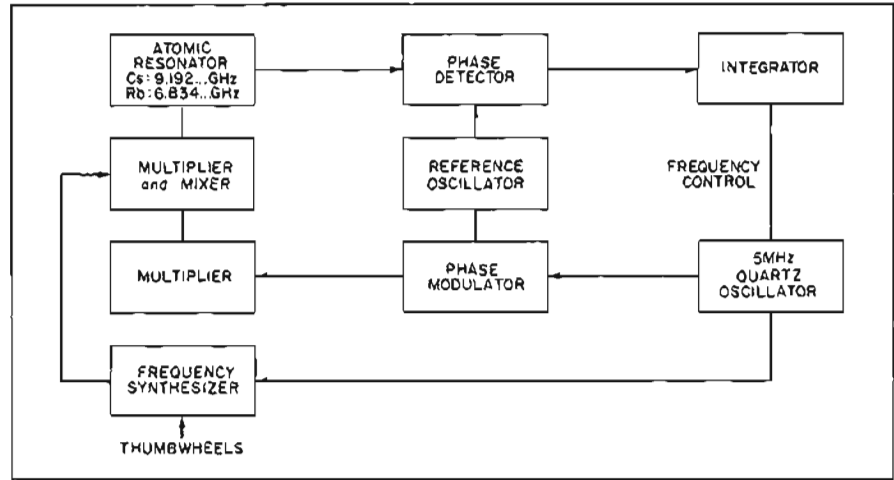 ATOMIC
RESONATOR
Cs: 9.192...GHz
Rb: 6.834...GHz
PHASE
DETECTOR
INTEGRATOR
MULTIPLIER
and MIXER
REFERENCE
OSCILLATOR
FREQUENCY
CONTROL
MULTIPLIER
PHASE
MODULATOR
5MHz
QUARTZ
OSCILLATOR
FREQUENCY
SYNTHESIZER
THUMBWHEELS